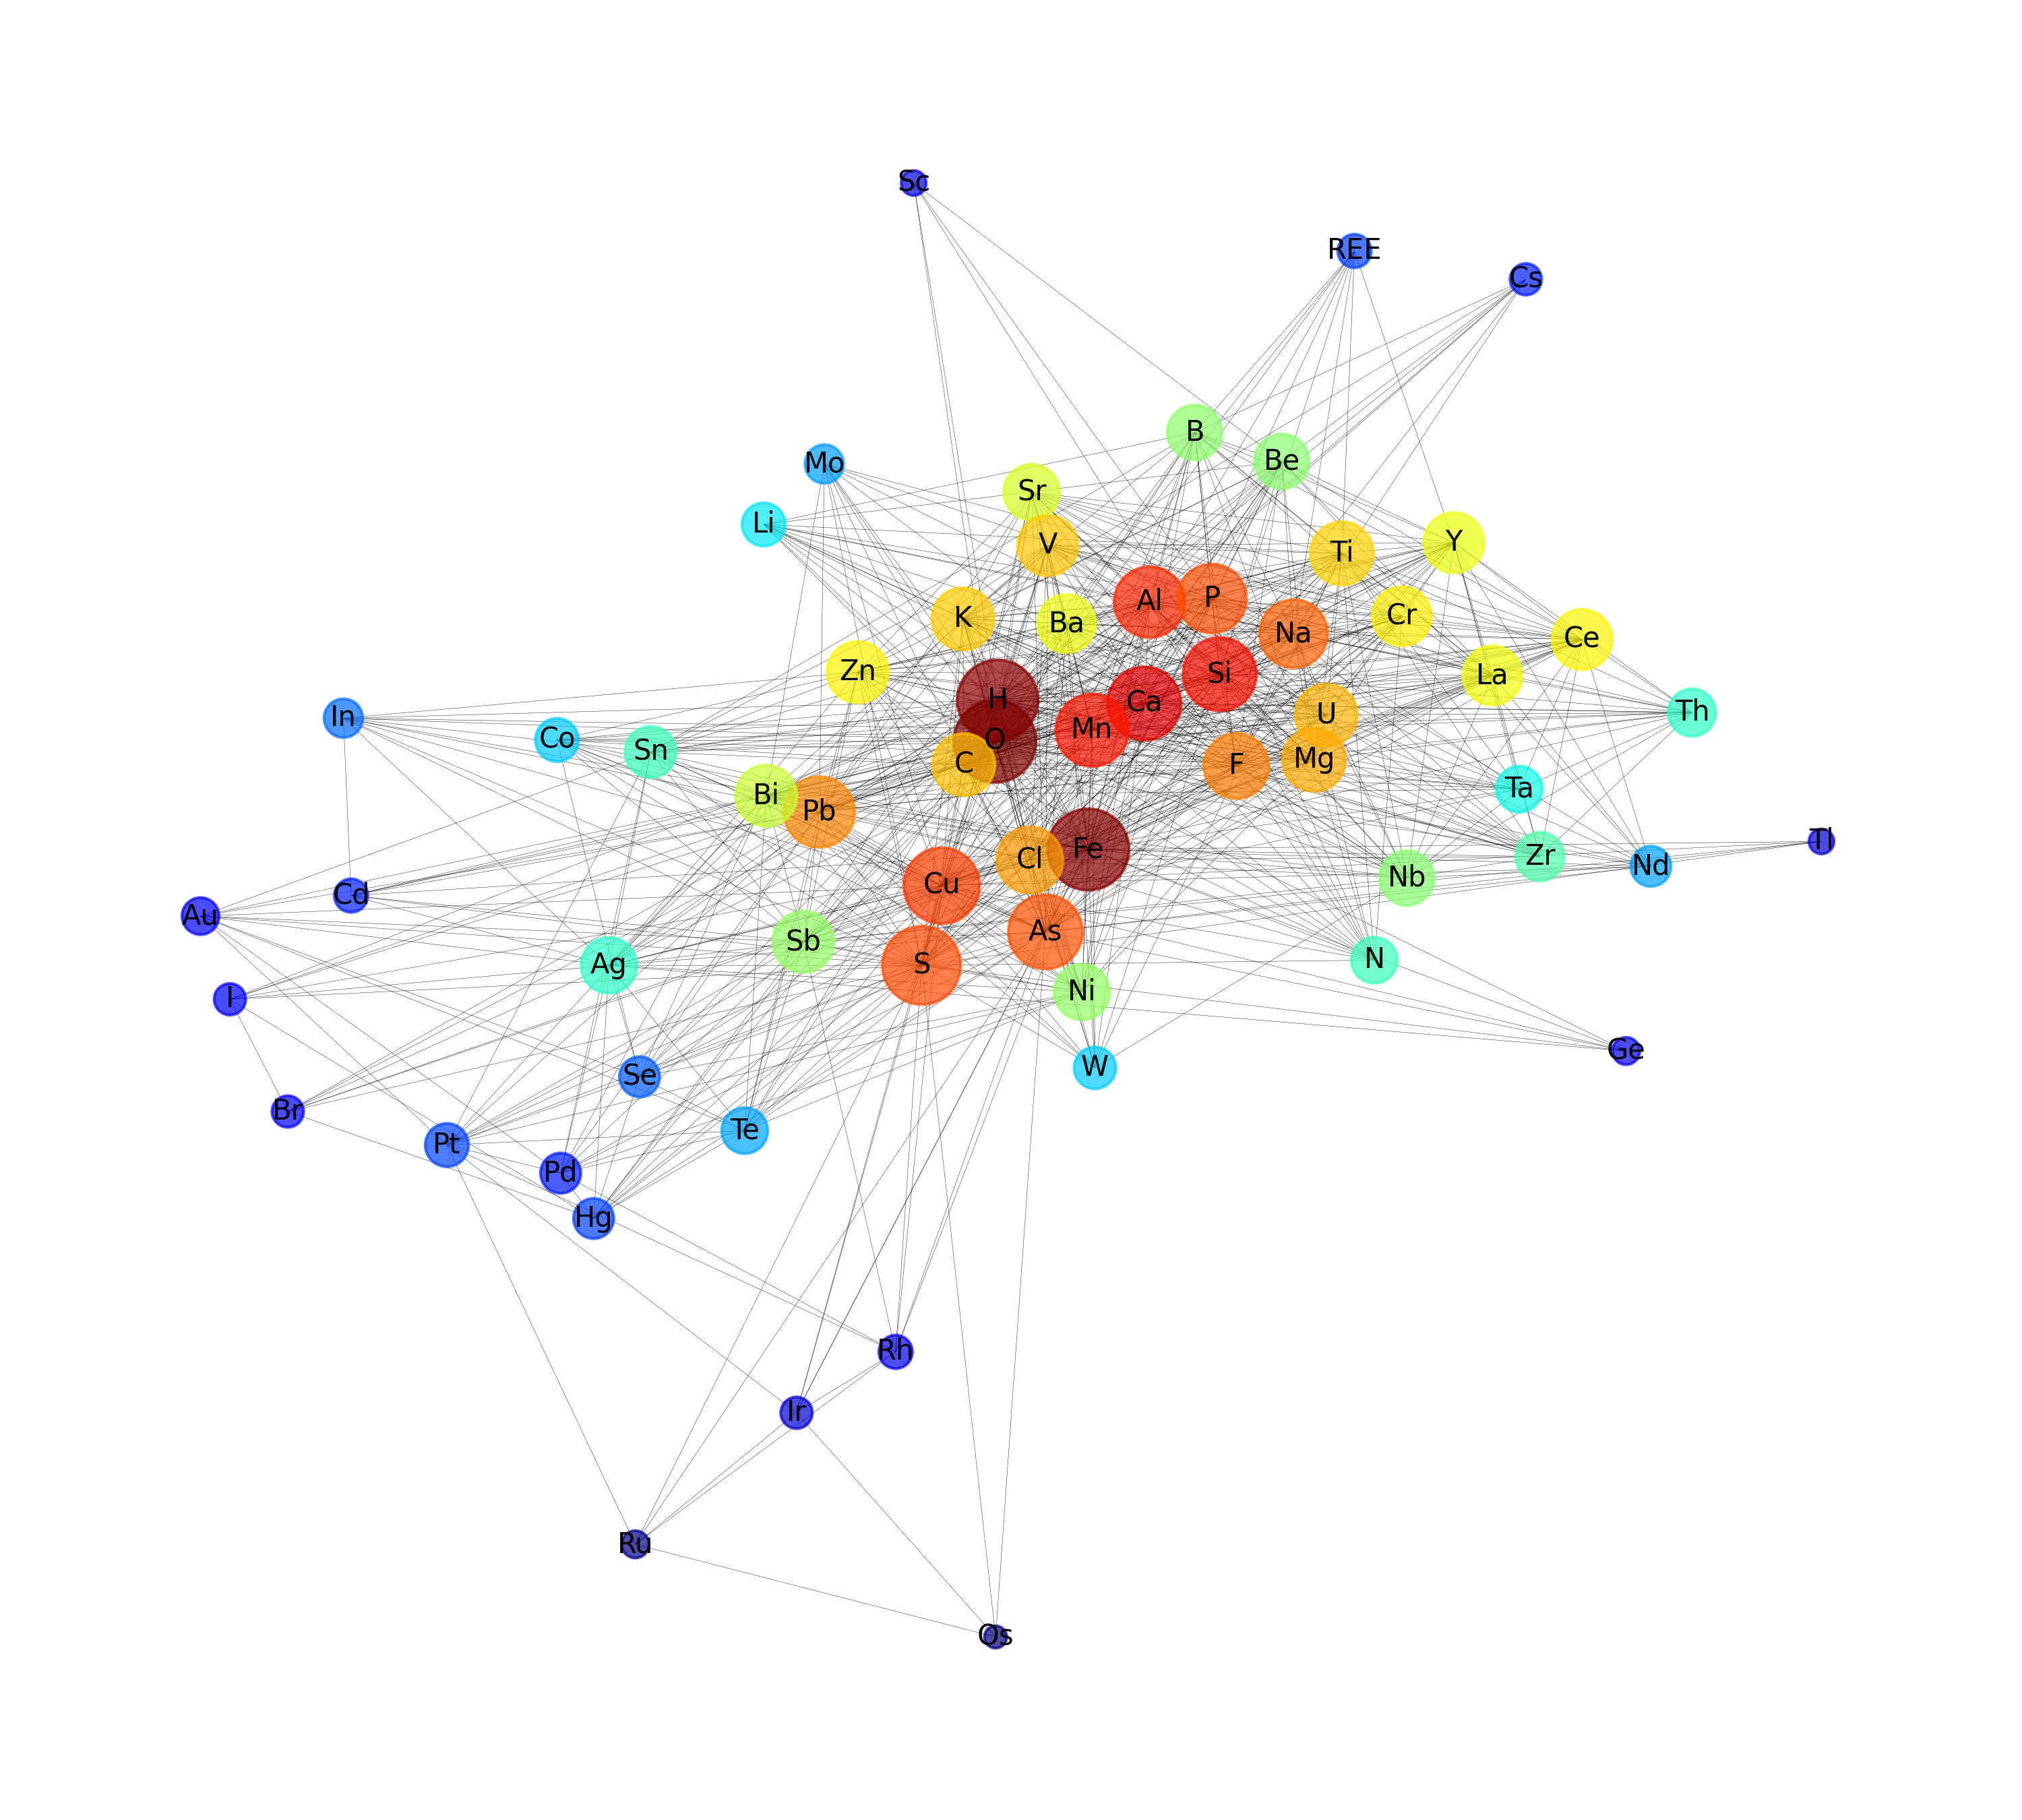 Sc
REE
Cs
B
Be
Mo
Sr
Li
V
Ti
Y
Al
P
K
Ba
Na
Cr
Ce
Zn
Si
La
H
Ca
U
Th
In
Mn
Co
O
Sn
C
F
Mg
Ta
Bi
Pb
Tl
Fe
Cl
Zr
Nd
Nb
Cu
Cd
Au
As
Sb
S
Ag
N
Ni
I
Ge
W
Se
Br
Te
Pt
Pd
Hg
Rh
Ir
Ru
Os